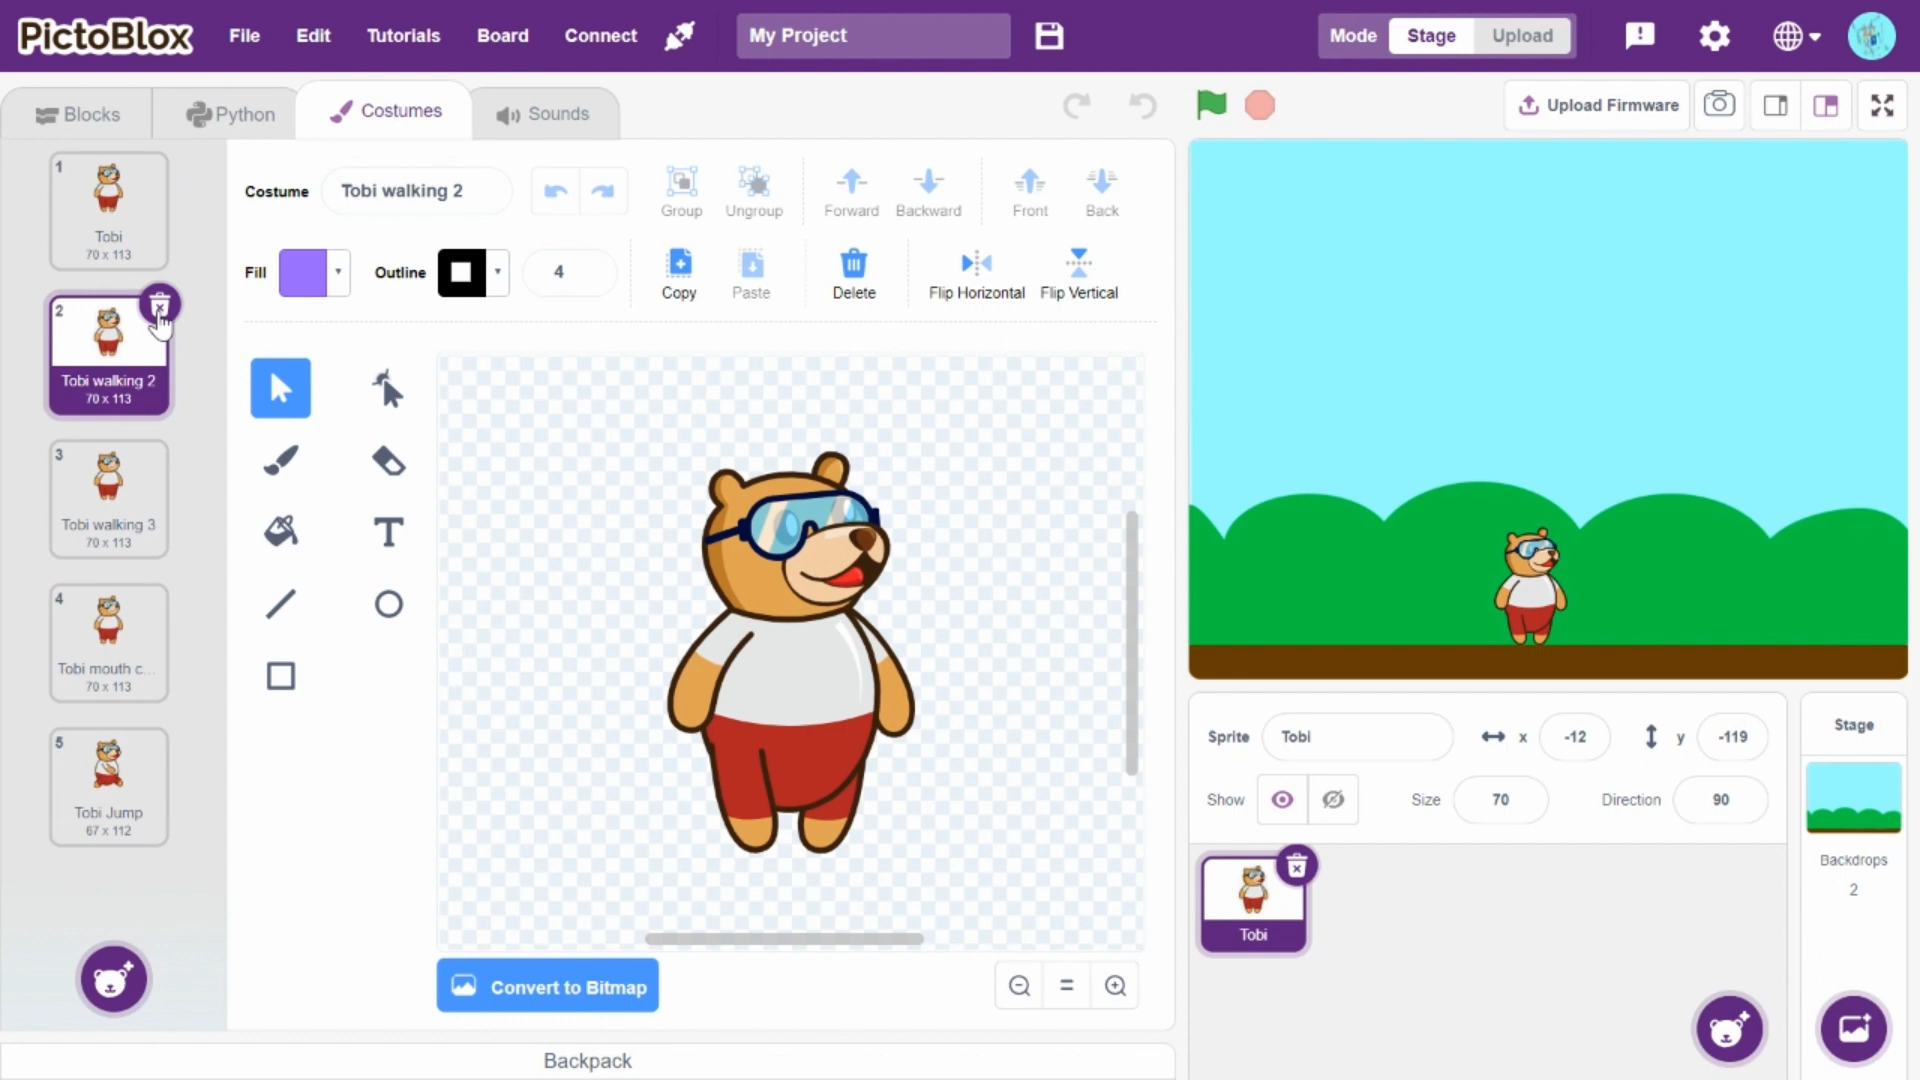 PictoBlox File Edit Tutorials Board Connect My Project Mode Stage Upload
Blocks Python Costumes Sounds Upload Firmware
1
Tobi
70 x 113
2
Tobi walking 2
70 x 113
3
Tobi walking 3
70 x 113
4
Tobi mouth c...
70 x 113
5
Tobi Jump
67 x 112
Costume Tobi walking 2 Group Ungroup Forward Backward Front Back
Fill Outline 4 Copy Paste Delete Flip Horizontal Flip Vertical
Convert to Bitmap
Backpack
Sprite Tobi x -12 y -119
Show Size 70 Direction 90
Tobi
Stage
Backdrops
2